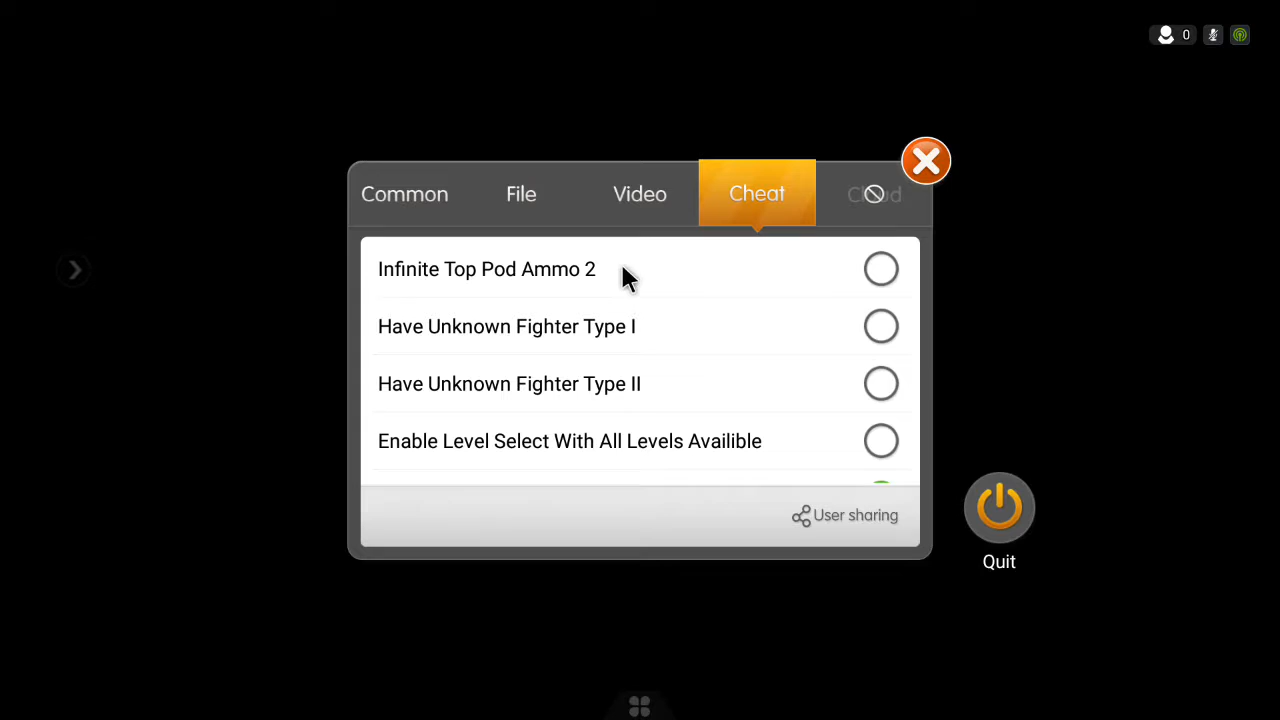 0
Common File Video Cheat Cloud
Infinite Top Pod Ammo 2
Have Unknown Fighter Type I
Have Unknown Fighter Type II
Enable Level Select With All Levels Availible
User sharing
Quit